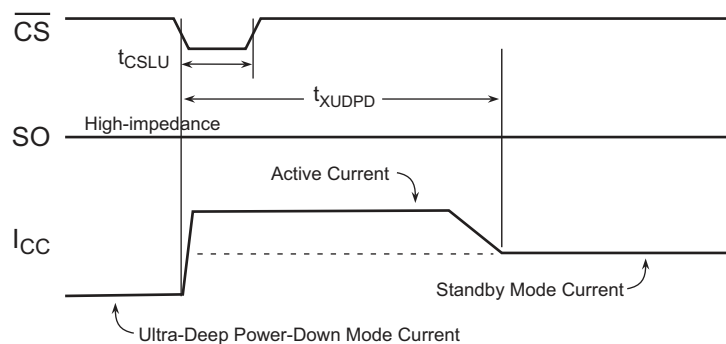 CS
tCSLU
tXUDPD
High-impedance
SO
Active Current
ICC
Standby Mode Current
Ultra-Deep Power-Down Mode Current